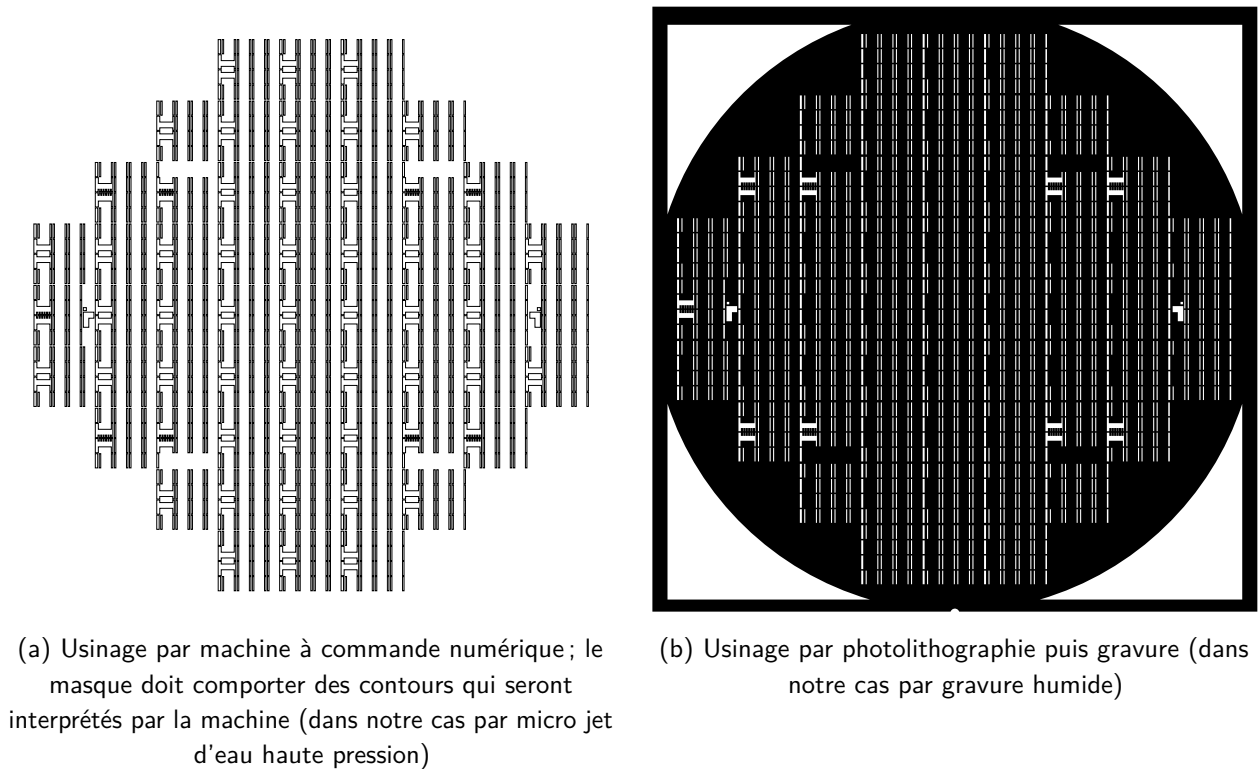 (a) Usinage par machine à commande numérique ; le
masque doit comporter des contours qui seront
interprétés par la machine (dans notre cas par micro jet
d'eau haute pression)
(b) Usinage par photolithographie puis gravure (dans
notre cas par gravure humide)